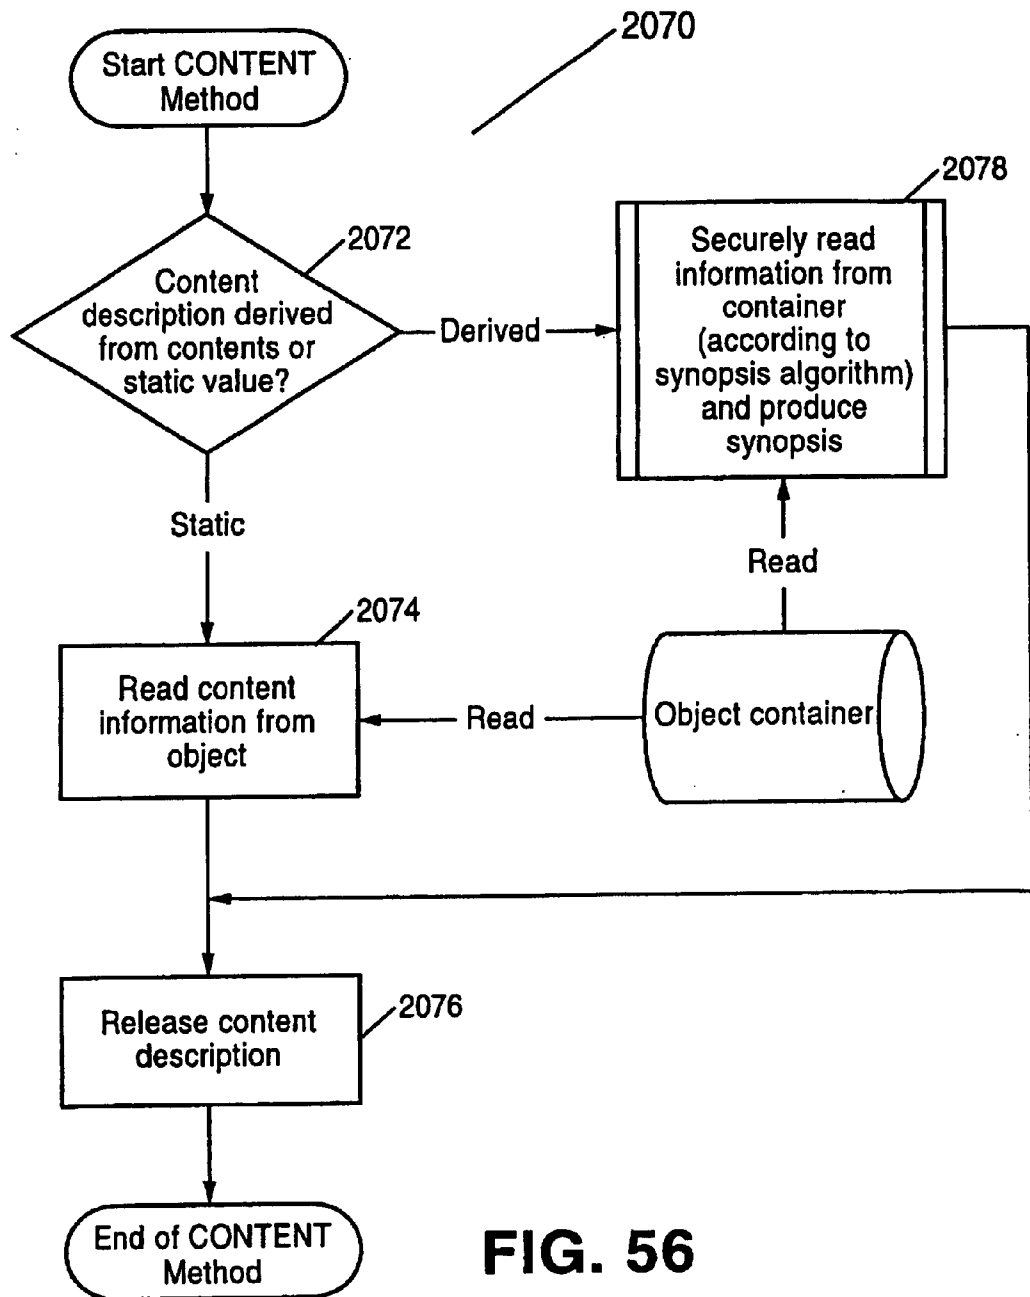 2070
Start CONTENT
Method
2078
2072
Content
description derived
from contents or
static value?
Derived
Securely read
information from
container
(according to
synopsis algorithm)
and produce
synopsis
Static
Read
2074
Read content
information from
object
Read
Object container
2076
Release content
description
End of CONTENT
Method
FIG. 56